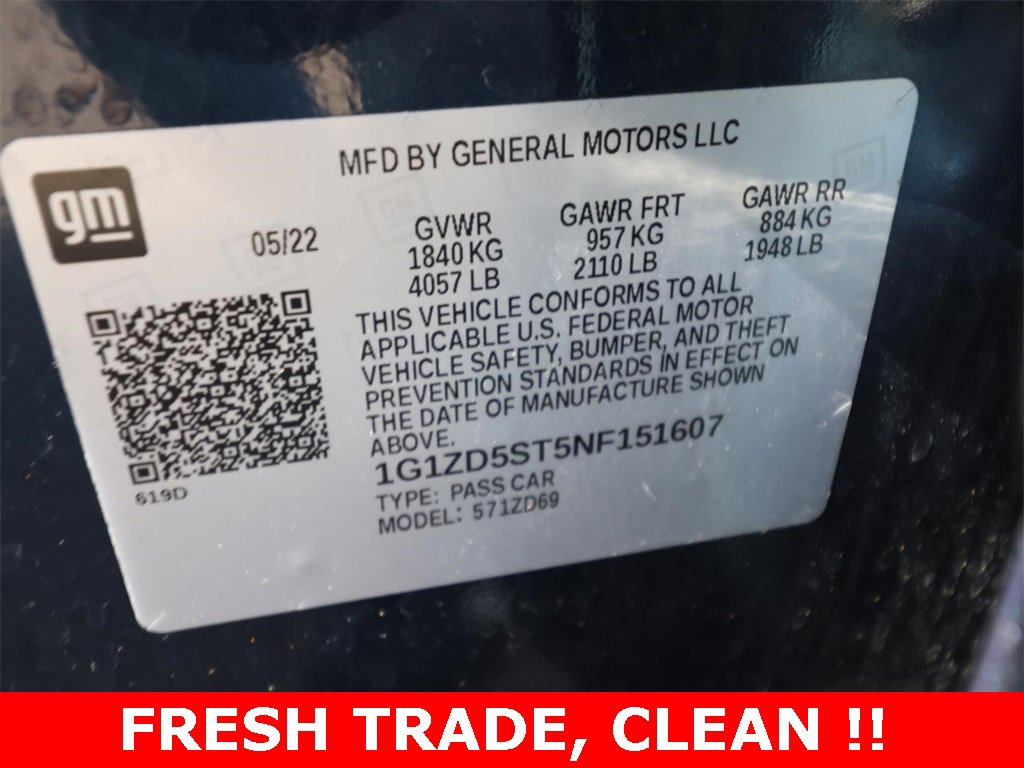 MFD BY GENERAL MOTORS LLC
gm
05/22
GVWR
1840 KG
4057 LB
GAWR FRT
957 KG
2110 LB
GAWR RR
884 KG
1948 LB
THIS VEHICLE CONFORMS TO ALL
APPLICABLE U.S. FEDERAL MOTOR
VEHICLE SAFETY, BUMPER, AND THEFT
PREVENTION STANDARDS IN EFFECT ON
THE DATE OF MANUFACTURE SHOWN
ABOVE.
1G1ZD5ST5NF151607
TYPE: PASS CAR
MODEL: 571ZD69
619D
FRESH TRADE, CLEAN !!